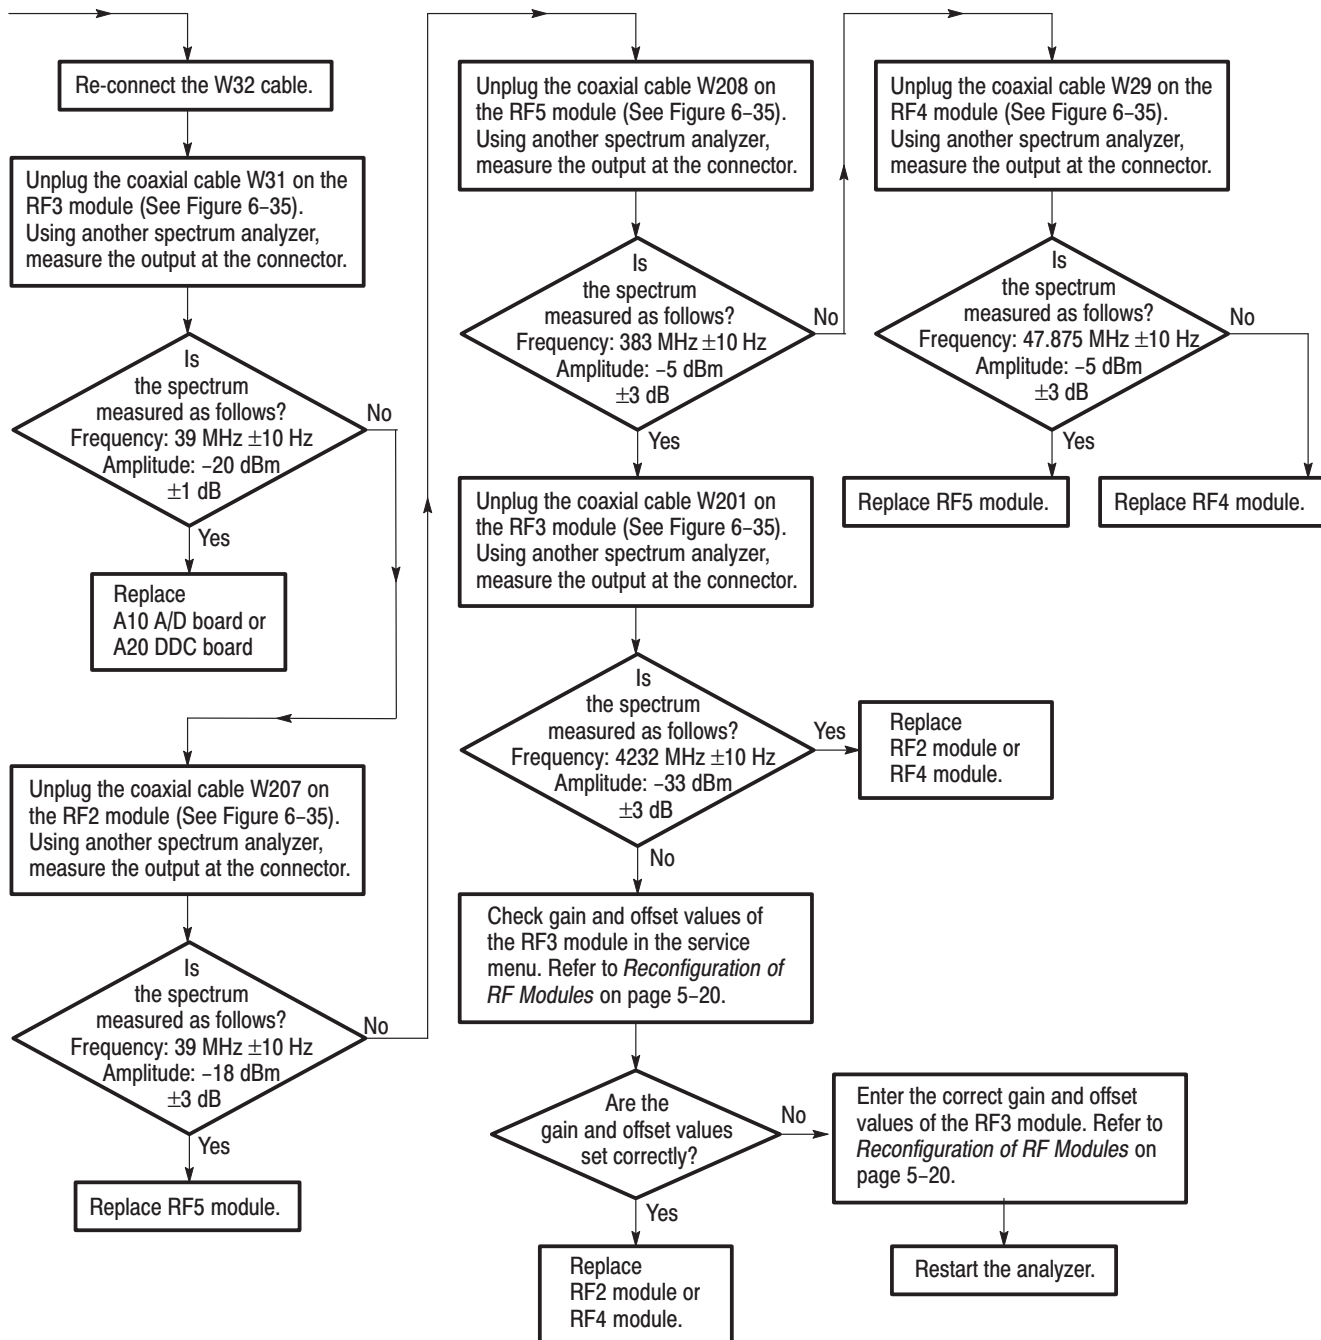 Re-connect the W32 cable.
Unplug the coaxial cable W31 on the
RF3 module (See Figure 6–35).
Using another spectrum analyzer,
measure the output at the connector.
Is
the spectrum
measured as follows?
Frequency: 39 MHz ±10 Hz
Amplitude: –20 dBm
±1 dB
No
Yes
Replace
A10 A/D board or
A20 DDC board
Unplug the coaxial cable W207 on
the RF2 module (See Figure 6–35).
Using another spectrum analyzer,
measure the output at the connector.
Is
the spectrum
measured as follows?
Frequency: 39 MHz ±10 Hz
Amplitude: –18 dBm
±3 dB
No
Yes
Replace RF5 module.
Unplug the coaxial cable W208 on
the RF5 module (See Figure 6–35).
Using another spectrum analyzer,
measure the output at the connector.
Is
the spectrum
measured as follows?
Frequency: 383 MHz ±10 Hz
Amplitude: –5 dBm
±3 dB
No
Yes
Unplug the coaxial cable W201 on
the RF3 module (See Figure 6–35).
Using another spectrum analyzer,
measure the output at the connector.
Is
the spectrum
measured as follows?
Frequency: 4232 MHz ±10 Hz
Amplitude: –33 dBm
±3 dB
Yes
Replace
RF2 module or
RF4 module.
No
Check gain and offset values of
the RF3 module in the service
menu. Refer to Reconfiguration of
RF Modules on page 5–20.
Are the
gain and offset values
set correctly?
No
Enter the correct gain and offset
values of the RF3 module. Refer to
Reconfiguration of RF Modules on
page 5–20.
Restart the analyzer.
Yes
Replace
RF2 module or
RF4 module.
Unplug the coaxial cable W29 on the
RF4 module (See Figure 6–35).
Using another spectrum analyzer,
measure the output at the connector.
Is
the spectrum
measured as follows?
Frequency: 47.875 MHz ±10 Hz
Amplitude: –5 dBm
±3 dB
No
Yes
Replace RF5 module.
Replace RF4 module.